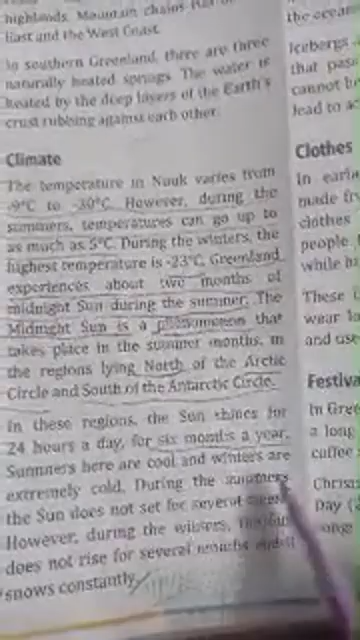 highlands. Mountain chains
East and the West Coast.
In southern Greenland, there are three
naturally heated springs. The water is
heated by the deep layers of the Earth's
crust rubbing against each other.
Climate
The temperature in Nuuk varies from
-9°C to -30°C. However, during the
summers, temperatures can go up to
as much as 5°C. During the winters, the
highest temperature is -23°C. Greenland
experiences about two months of
midnight Sun during the summer. The
Midnight Sun is a phenomenon that
takes place in the summer months, in
the regions lying North of the Arctic
Circle and South of the Antarctic Circle.
In these regions, the Sun shines for
24 hours a day, for six months a year.
Summers here are cool and winters are
extremely cold. During the summers
the Sun does not set for several
However, during the winters,
does not rise for several months
snows constantly.
the ocean
Icebergs
that pass
cannot be
lead to
Clothes
In
made
clothes
people
while
These
wear
and
Festiva
In
a long
coffee
Day